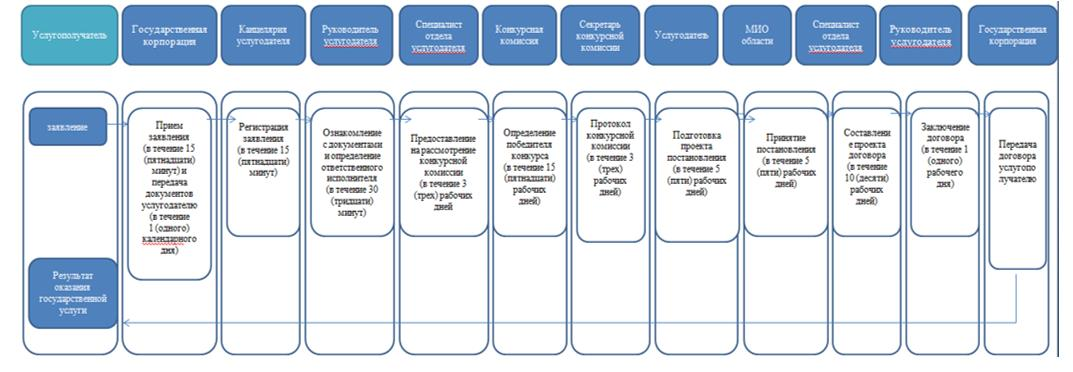 Услугополучатель
Государственная
корпорация
Канцелярия
услугодателя
Руководитель
услугодателя
Специалист
отдела
услугодателя
Конкурсная
комиссия
Секретарь
конкурсной
комиссии
Услугодатель
МИО
области
Специалист
отдела
услугодателя
Руководитель
услугодателя
Государственная
корпорация
заявление
Прием
заявления
(в течение 15
(пятнадцати)
минут) и
передача
документов
услугодателю
(в течение
1 (одного)
календарного
дня)
Регистрация
заявления
(в течение 15
(пятнадцати)
минут)
Ознакомление
с документами
и определение
ответственного
исполнителя
(в течение 30
(тридцати)
минут)
Предоставление
на рассмотрение
конкурсной
комиссии
(в течение 3
(трех) рабочих
дней
Определение
победителя
конкурса
(в течение 15
(пятнадцати)
рабочих
дней)
Протокол
конкурсной
комиссии
(в течение 3
(трех)
рабочих
дней)
Подготовка
проекта
постановления
(в течение 5
(пяти) рабочих
дней)
Принятие
постановления
(в течение 5
(пяти) рабочих
дней)
Составлени
е проекта
договора
(в течение
10 (десяти)
рабочих
дней)
Заключение
договора
(в течение 1
(одного)
рабочего
дня)
Передача
договора
услугопо
лучателю
Результат
оказания
государственной
услуги